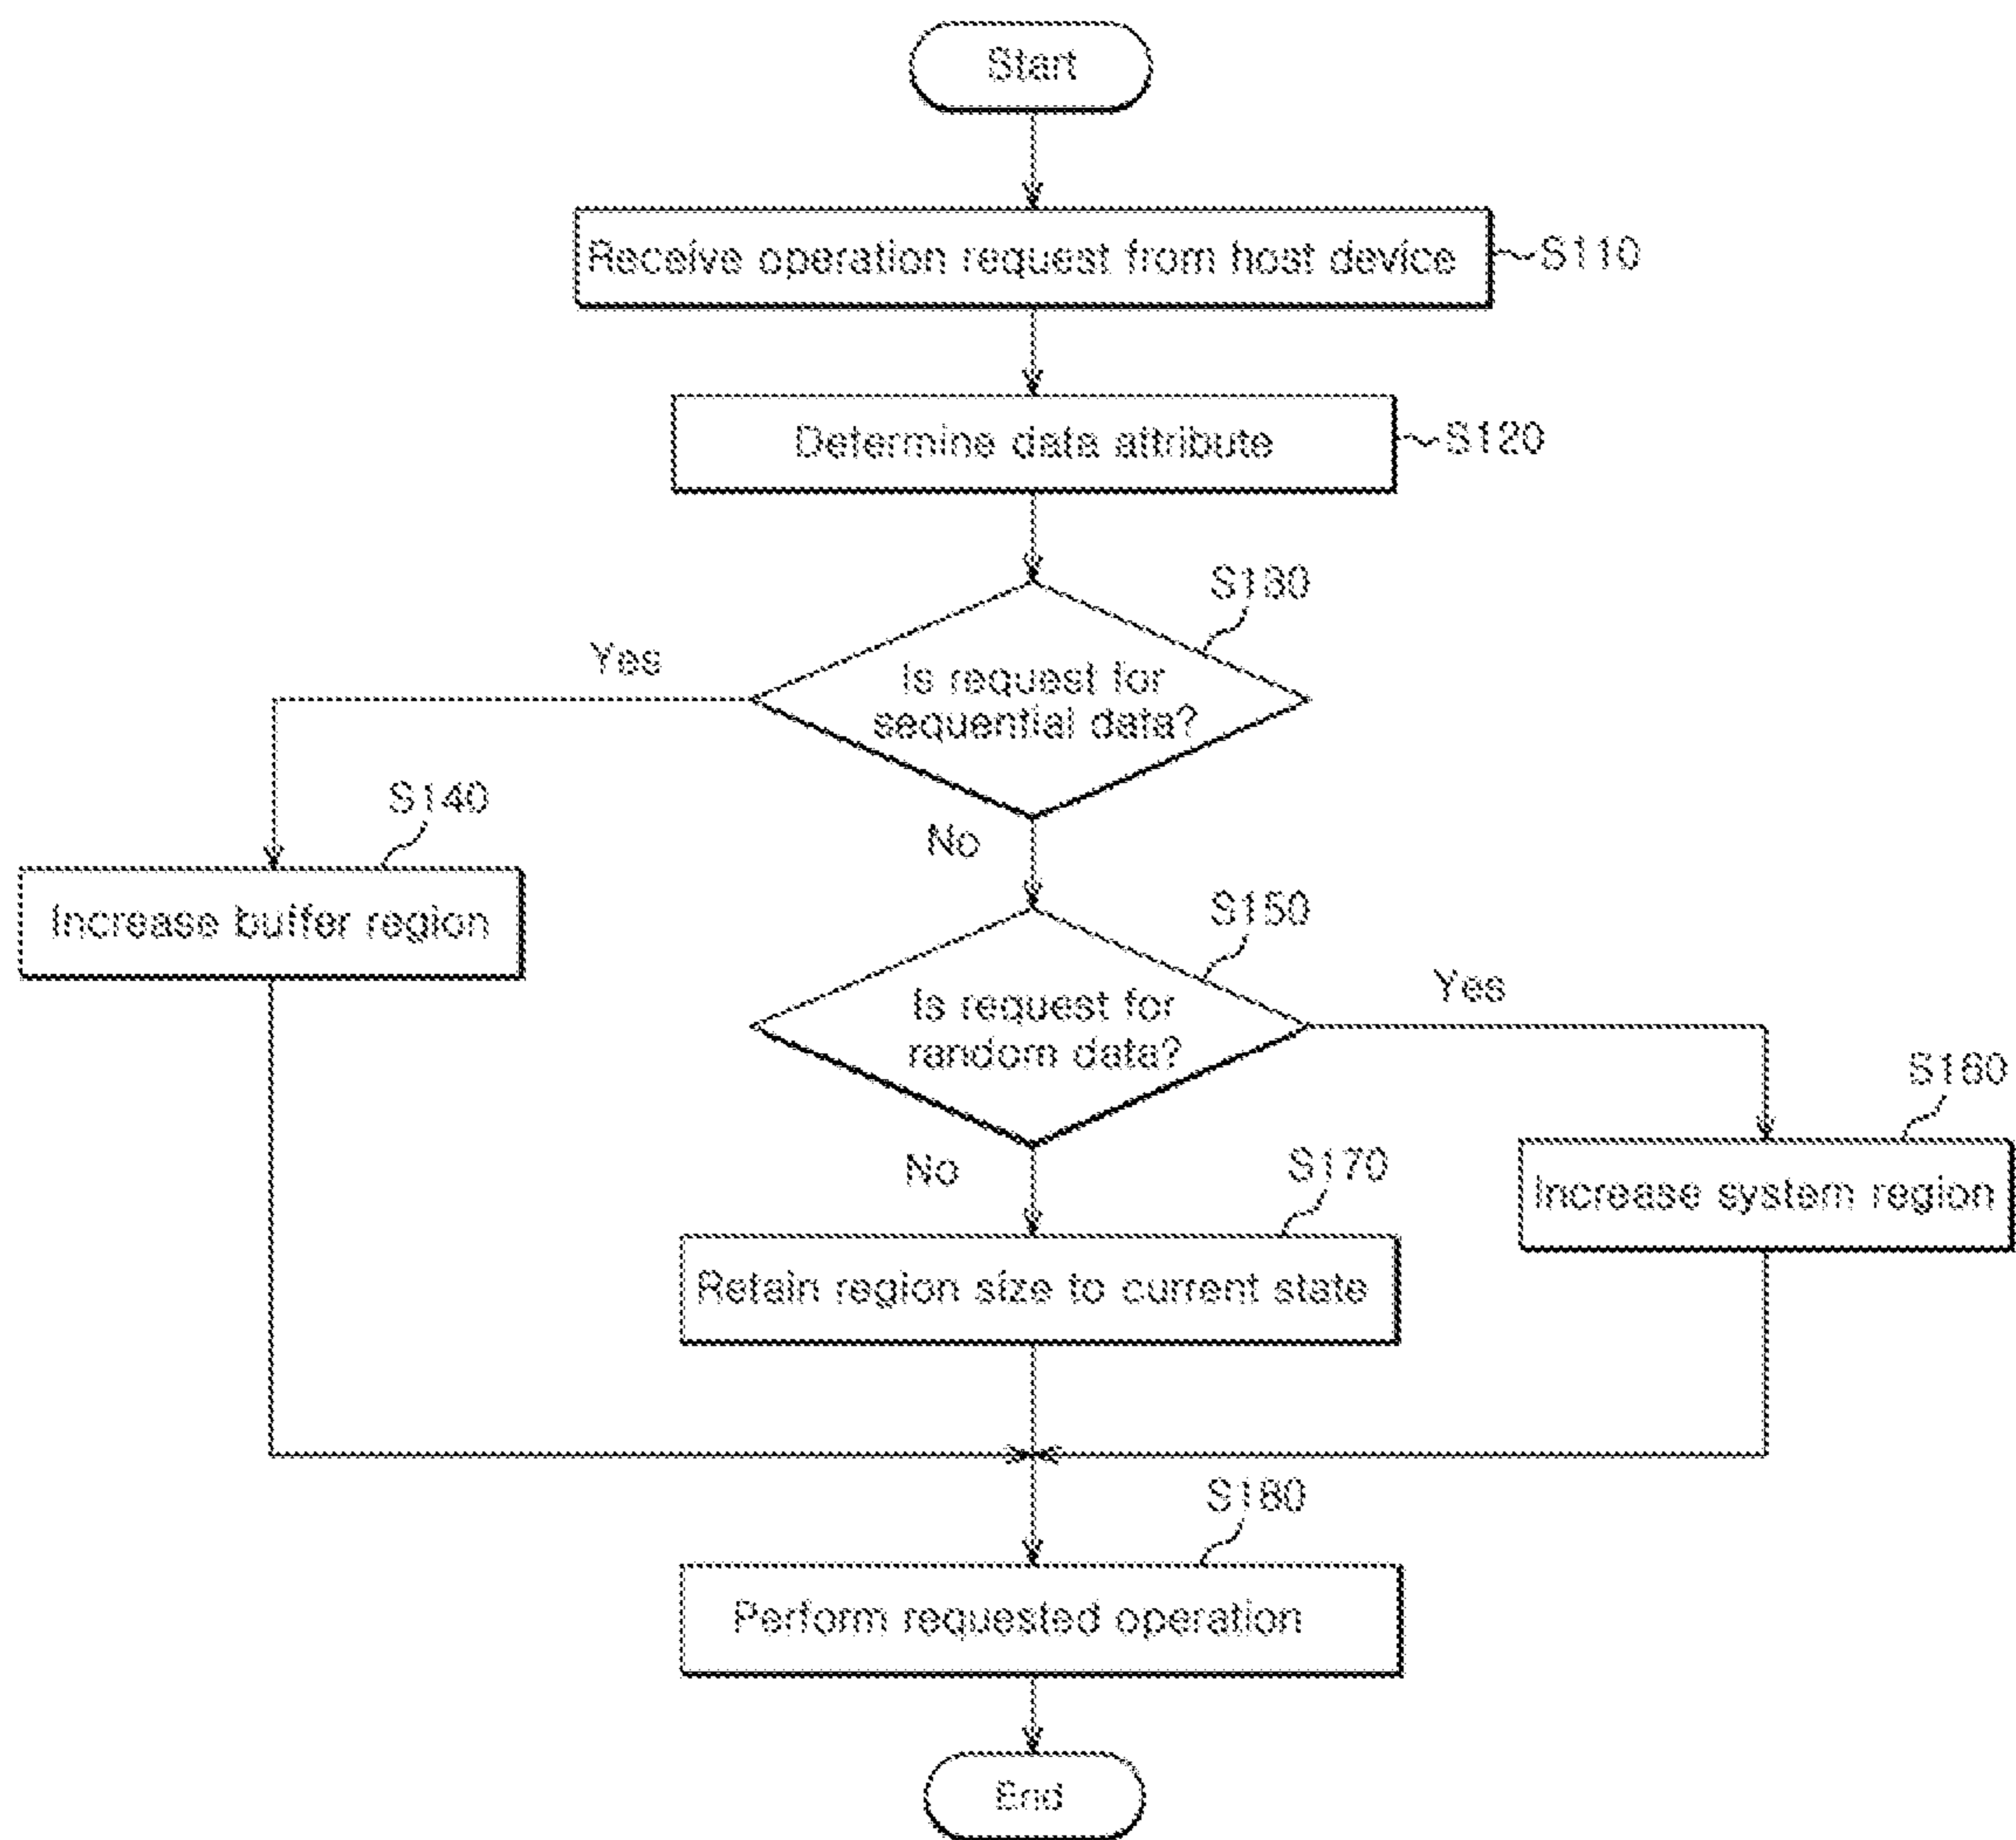 Start
Receive operation request from host device
S110
Determine data attribute
S120
S130
Is request for
sequential data?
Yes
No
S140
Increase buffer region
S150
Is request for
random data?
Yes
No
S160
Increase system region
S170
Retain region size to current state
S180
Perform requested operation
End